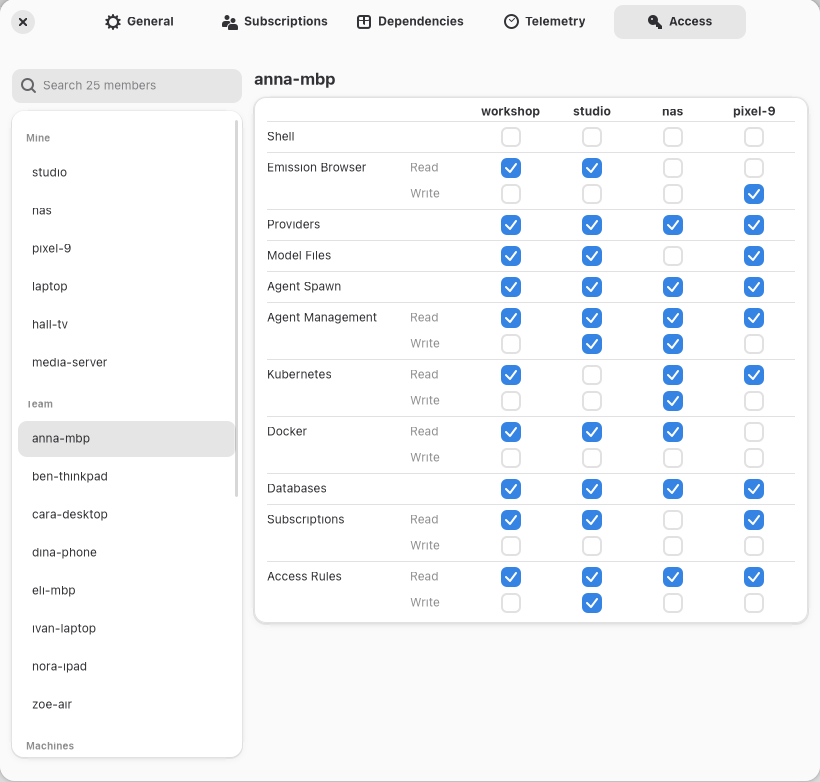 General Subscriptions Dependencies Telemetry Access
Search 25 members
Mine
studio
nas
pixel-9
laptop
hall-tv
media-server
Team
anna-mbp
ben-thinkpad
cara-desktop
dina-phone
eli-mbp
ivan-laptop
nora-ipad
zoe-air
Machines
anna-mbp
workshop studio nas pixel-9
Shell
Emission Browser Read
Write
Providers
Model Files
Agent Spawn
Agent Management Read
Write
Kubernetes Read
Write
Docker Read
Write
Databases
Subscriptions Read
Write
Access Rules Read
Write